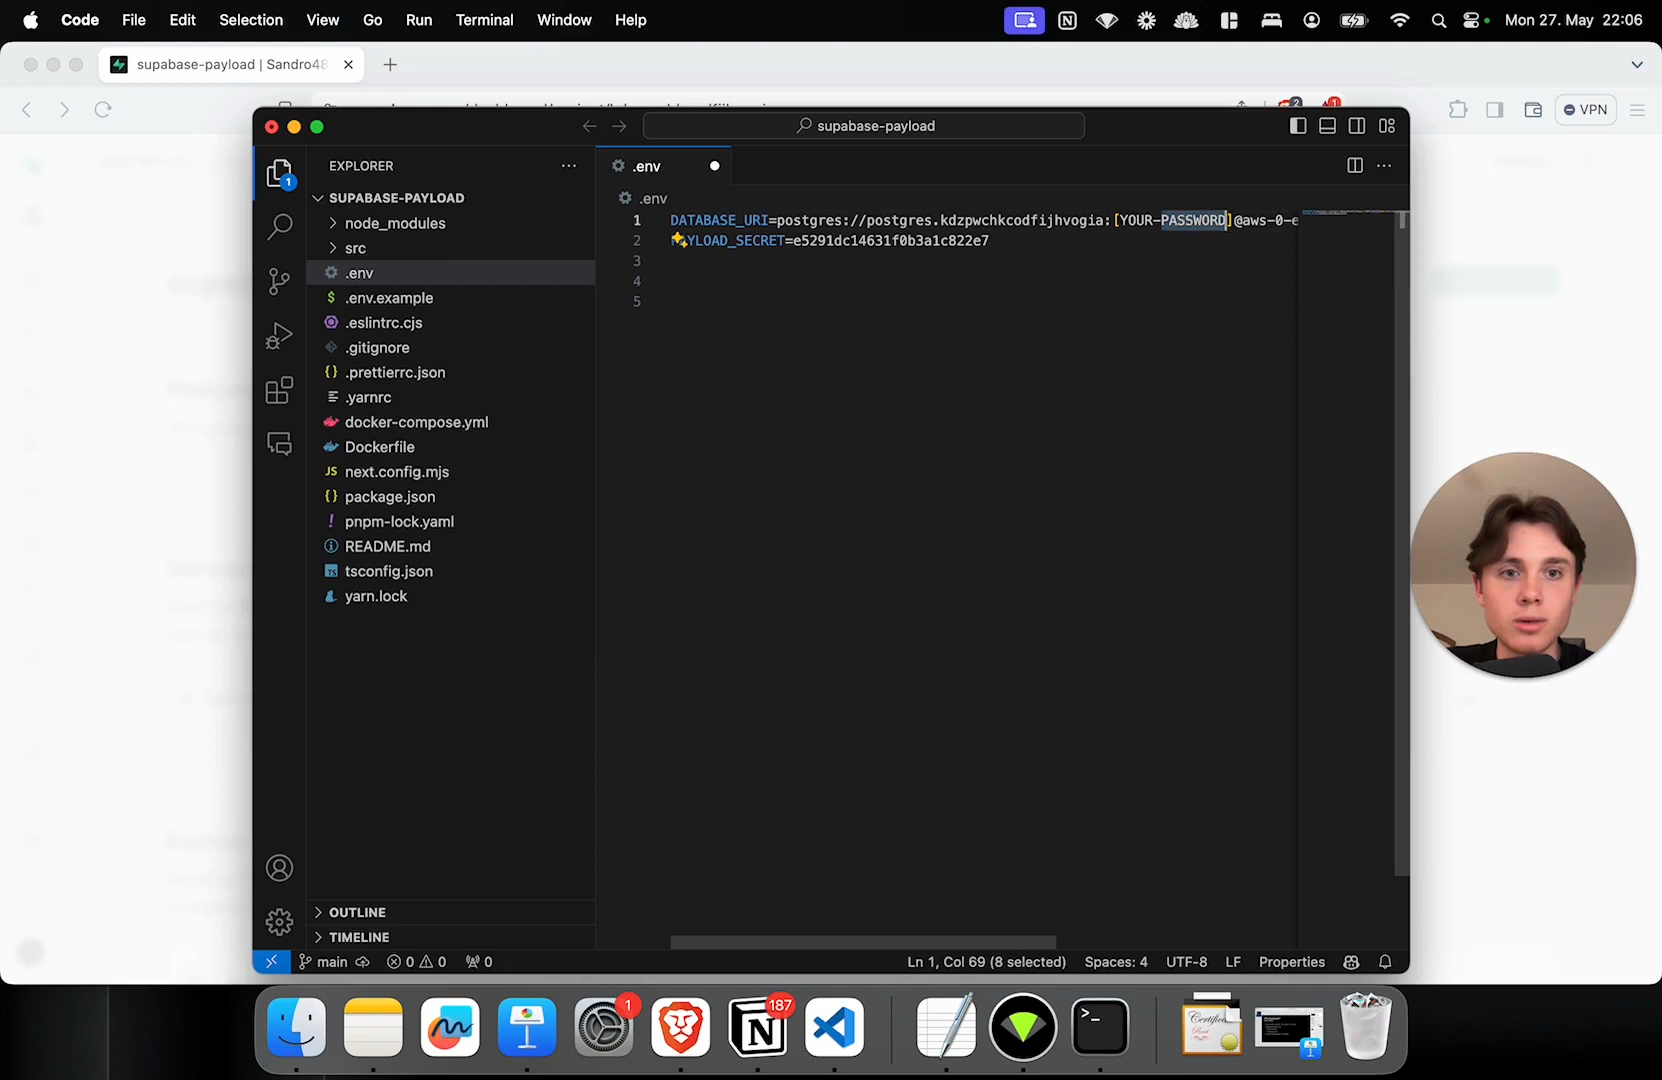 Code File Edit Selection View Go Run Terminal Window Help Mon 27. May 22:06
supabase-payload | Sandro48
VPN
supabase-payload
EXPLORER
.env
SUPABASE-PAYLOAD
.env
node_modules
1 DATABASE_URI=postgres://postgres.kdzpwchkcodfijhvogia:[YOUR-PASSWORD]@aws-0-e
src
2 YLOAD_SECRET=e5291dc14631f0b3a1c822e7
3
.env
4
.env.example
5
.eslintrc.cjs
.gitignore
.prettierrc.json
.yarnrc
docker-compose.yml
Dockerfile
JS next.config.mjs
package.json
pnpm-lock.yaml
README.md
TS tsconfig.json
yarn.lock
OUTLINE
TIMELINE
main 0 0 0 Ln 1, Col 69 (8 selected) Spaces: 4 UTF-8 LF Properties
1
187